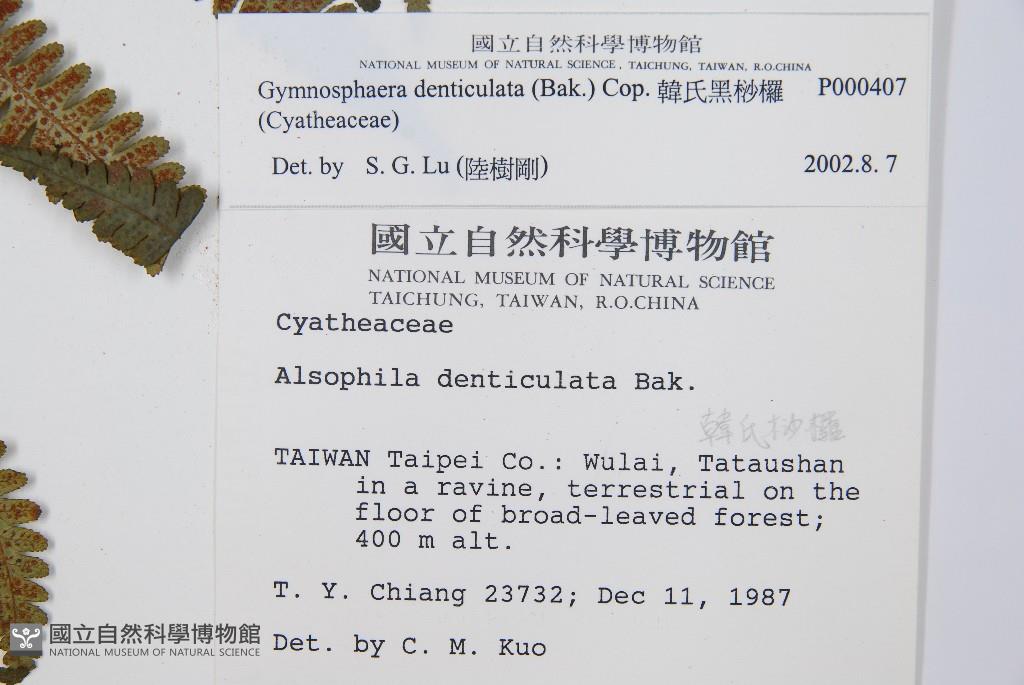 國立自然科學博物館
NATIONAL MUSEUM OF NATURAL SCIENCE, TAICHUNG, TAIWAN, R.O.CHINA
Gymnosphaera denticulata (Bak.) Cop. 韓氏黑桫欏 P000407
(Cyatheaceae)
Det. by S. G. Lu (陸樹剛) 2002.8. 7
國立自然科學博物館
NATIONAL MUSEUM OF NATURAL SCIENCE
TAICHUNG, TAIWAN, R.O.CHINA
Cyatheaceae
Alsophila denticulata Bak.
韓氏桫欏
TAIWAN Taipei Co.: Wulai, Tataushan
in a ravine, terrestrial on the
floor of broad-leaved forest;
400 m alt.
T. Y. Chiang 23732; Dec 11, 1987
Det. by C. M. Kuo
國立自然科學博物館
NATIONAL MUSEUM OF NATURAL SCIENCE